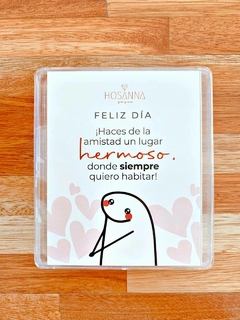 HOSANNA
FELIZ DÍA
¡Haces de la
amistad un lugar
hermoso.
donde siempre
quiero habitar!